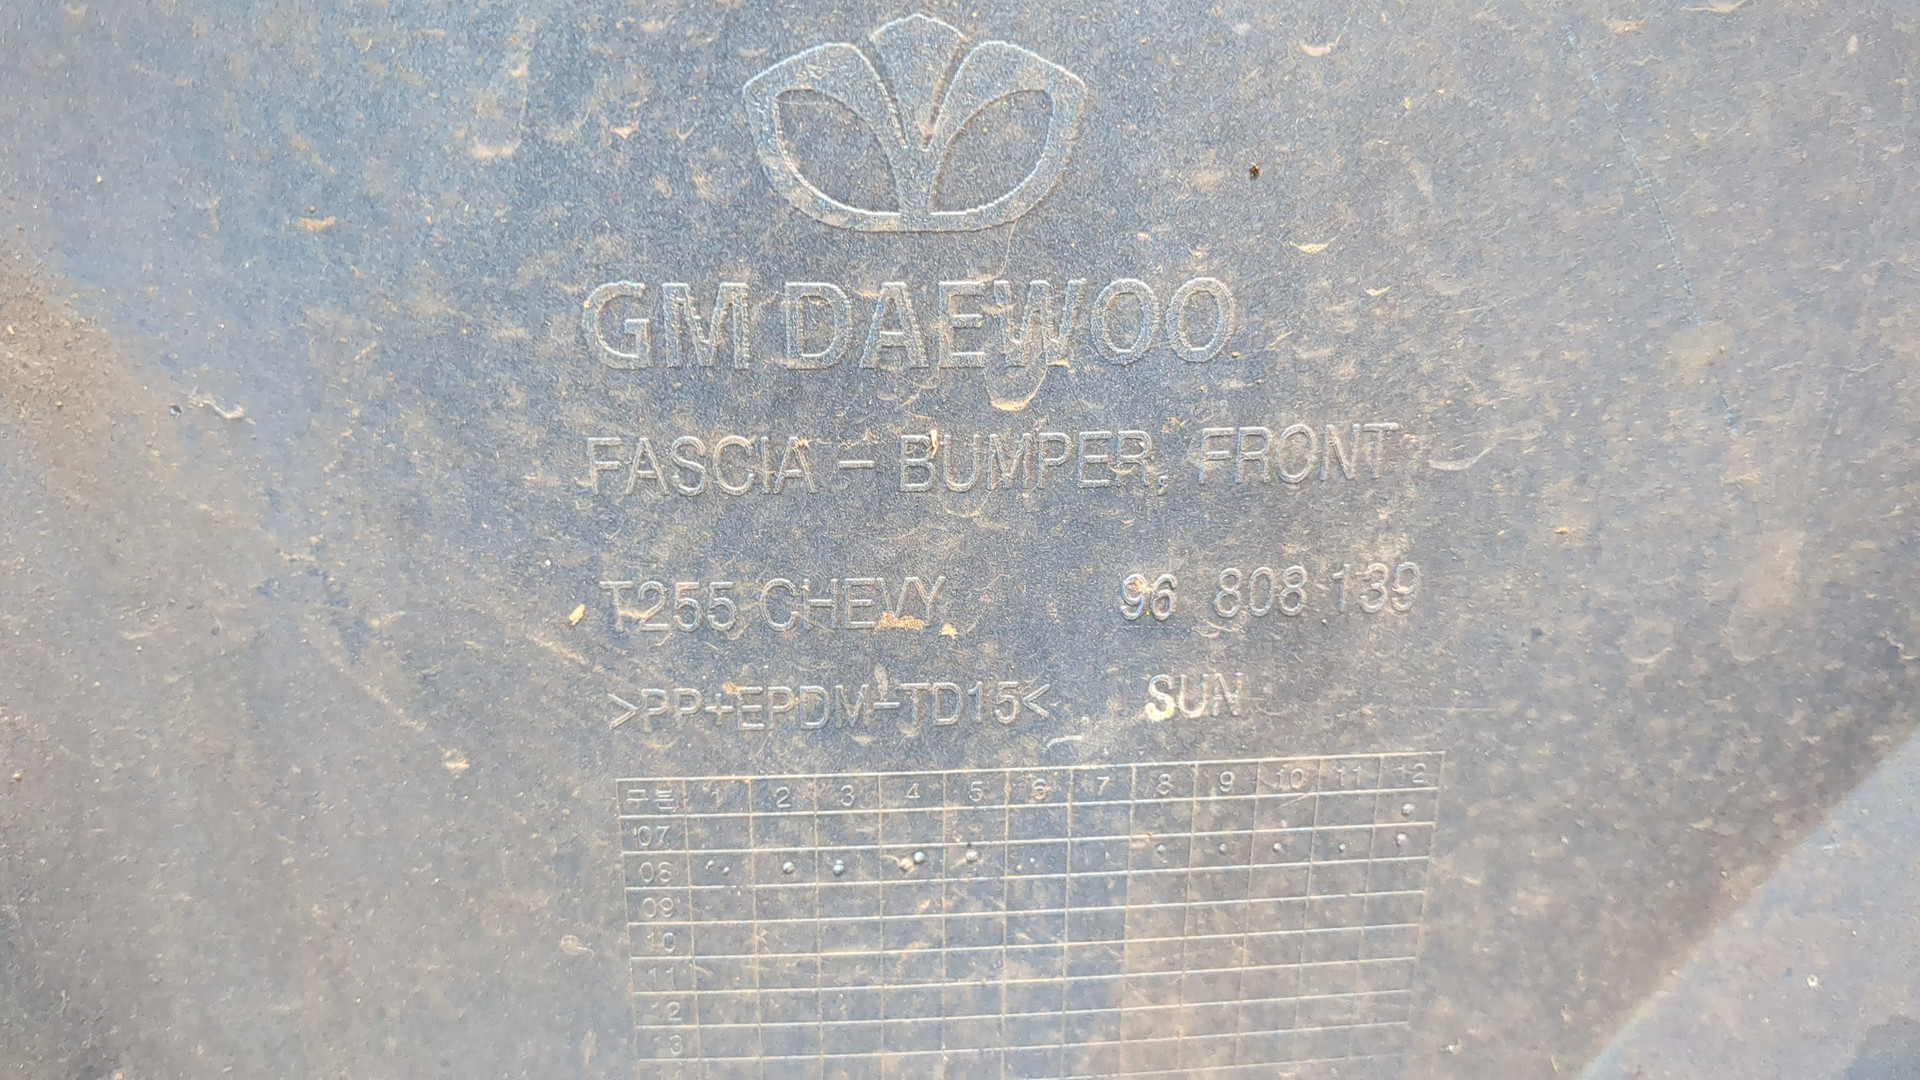 GM DAEWOO
FASCIA - BUMPER, FRONT
T255 CHEVY 96 808 139
>PP+EPDM-TD15< SUN
구분 1 2 3 4 5 6 7 8 9 10 11 12
07
08
09
10
11
12
13